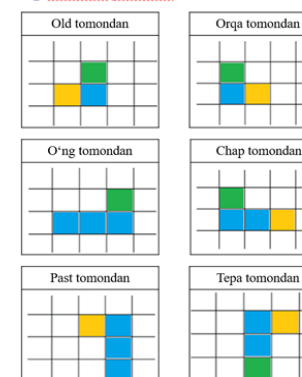 Old tomondan
Orqa tomondan
O‘ng tomondan
Chap tomondan
Past tomondan
Tepa tomondan